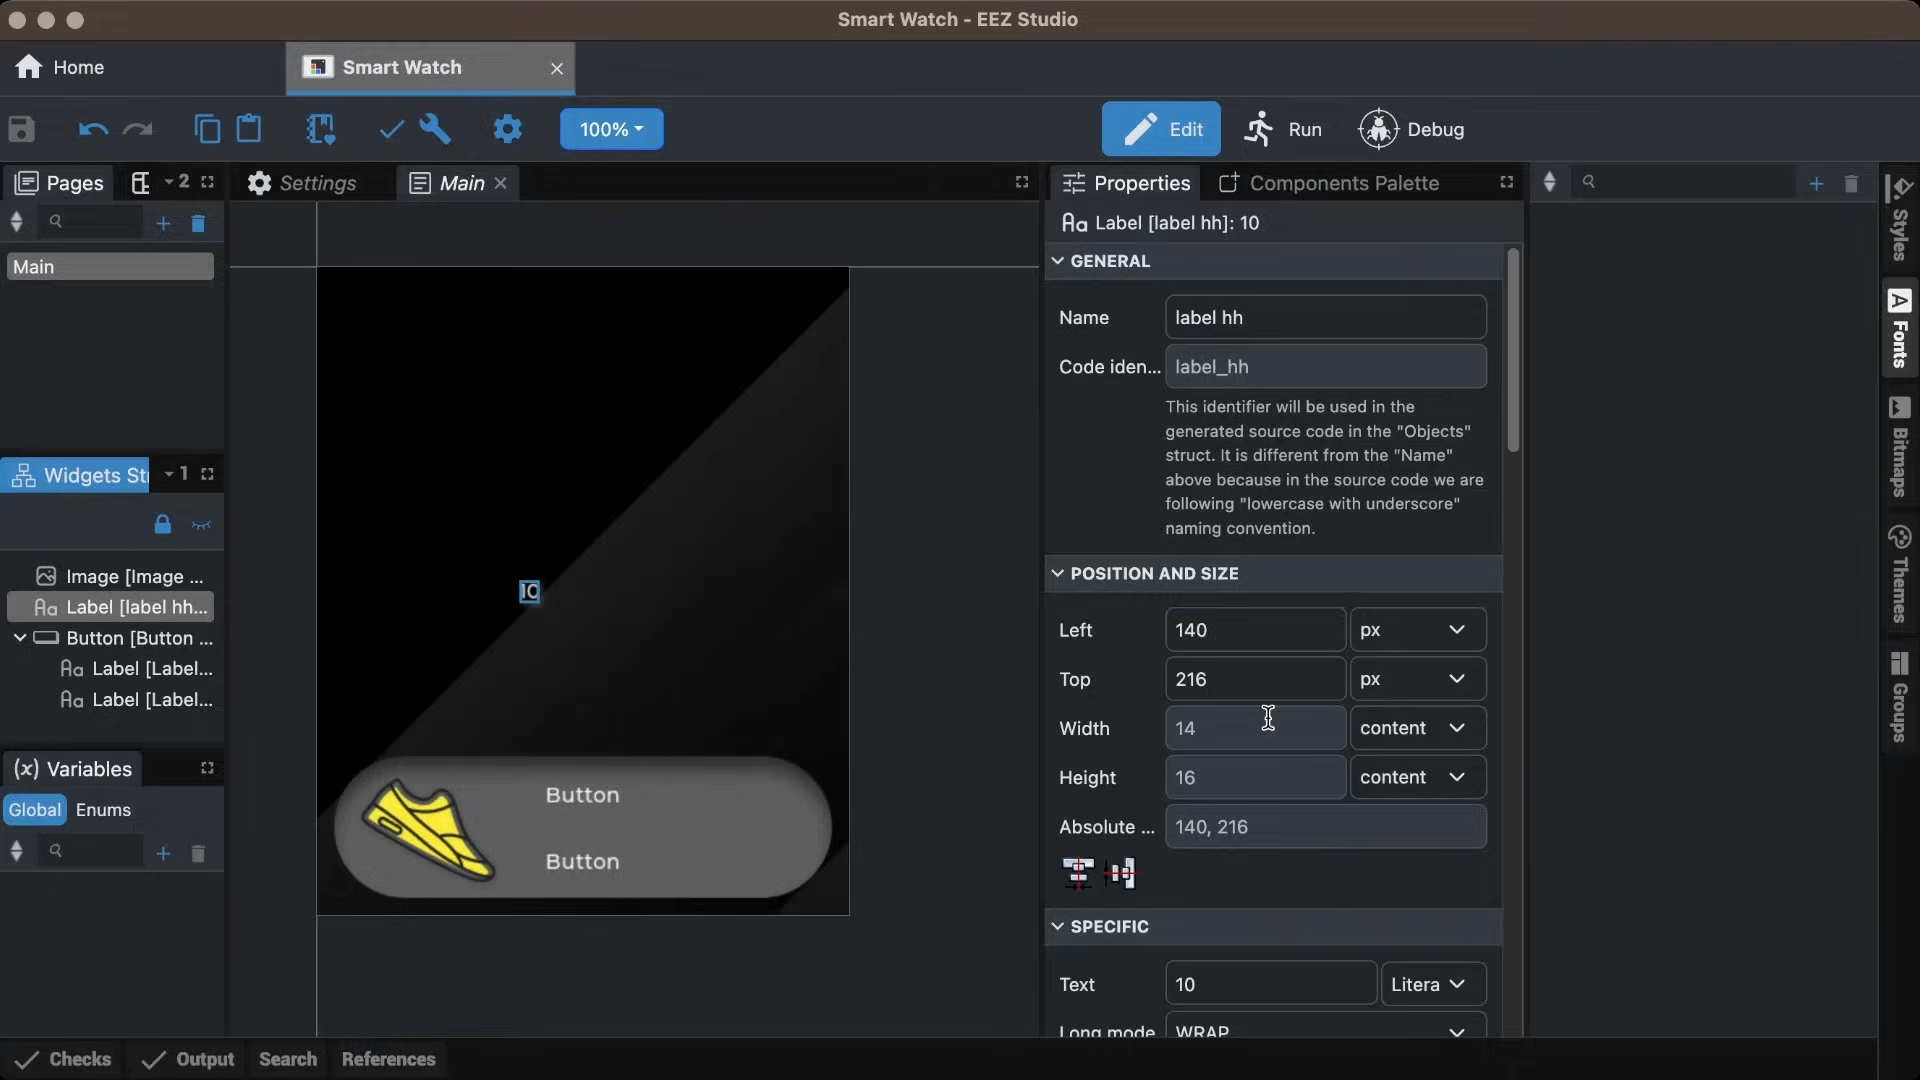 Smart Watch - EEZ Studio
Home
Smart Watch
100%
Edit
Run
Debug
Pages
2
Settings
Main
Properties
Components Palette
Aa Label [label hh]: 10
Main
GENERAL
Name
label hh
Code iden...
label_hh
This identifier will be used in the
generated source code in the "Objects"
struct. It is different from the "Name"
above because in the source code we are
following "lowercase with underscore"
naming convention.
Widgets Str
1
Image [Image ...
Aa Label [label hh...
Button [Button ...
Aa Label [Label...
Aa Label [Label...
10
POSITION AND SIZE
Left
140
px
Top
216
px
Width
14
content
Height
16
content
Absolute ...
140, 216
(x) Variables
Global
Enums
Button
Button
SPECIFIC
Text
10
Litera
Long mode
WRAP
Styles
A Fonts
Bitmaps
Themes
Groups
Checks
Output
Search
References